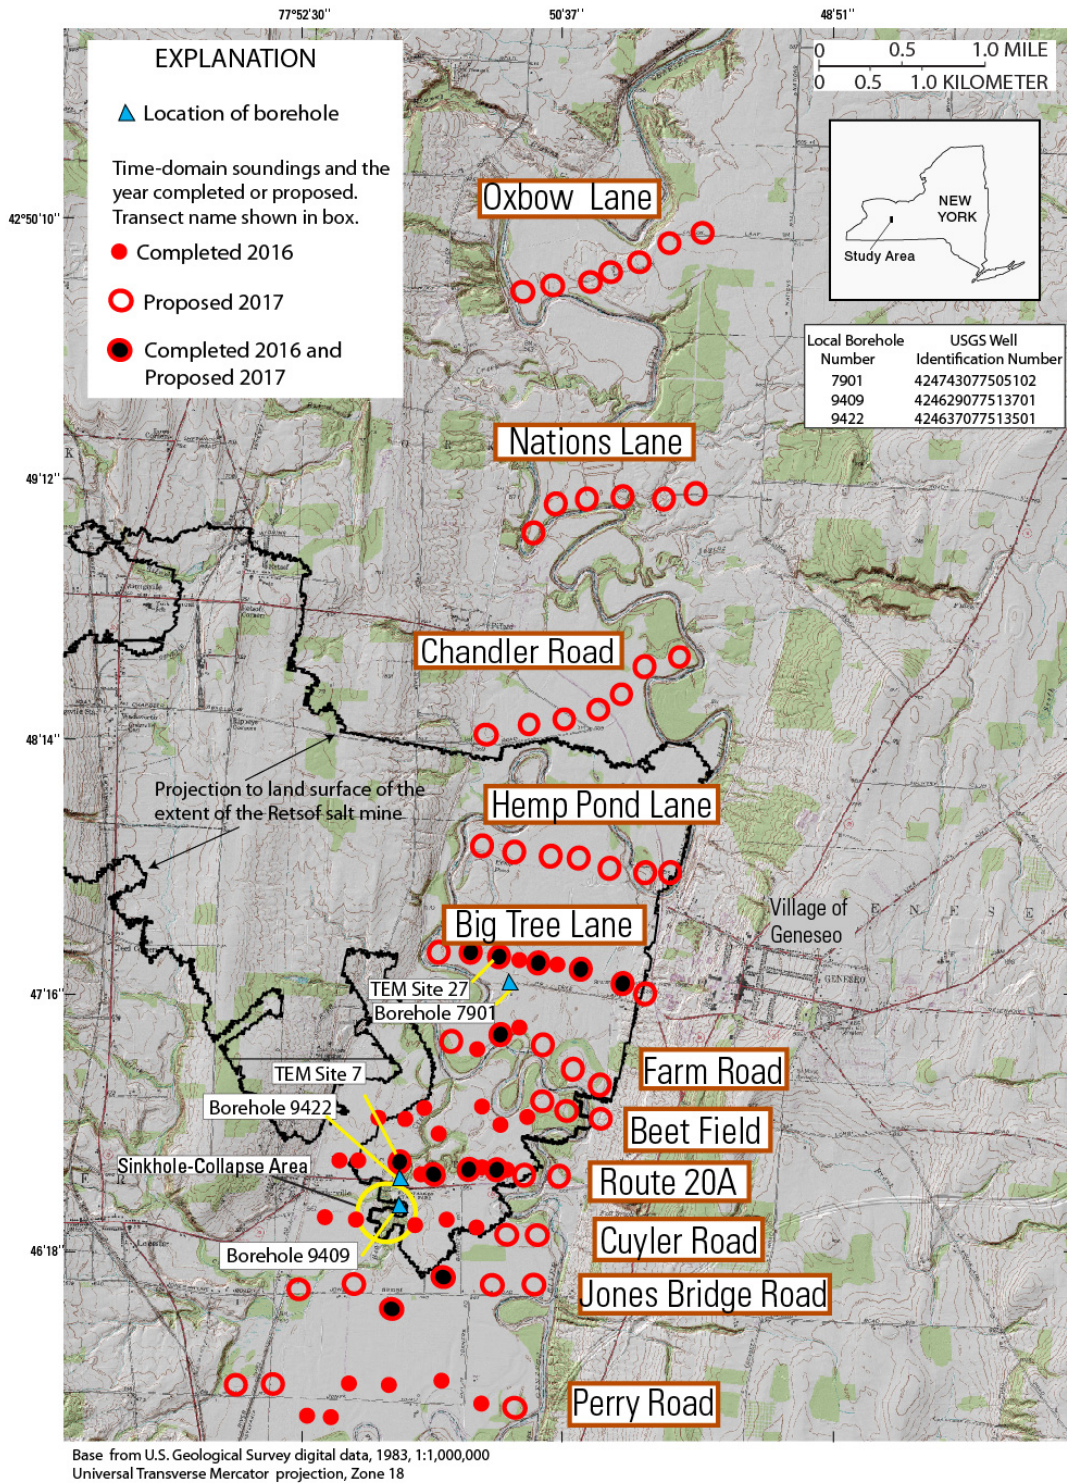 77°52'30"
50'37"
48'51"
EXPLANATION
Location of borehole
Time-domain soundings and the
year completed or proposed.
Transect name shown in box.
Completed 2016
Proposed 2017
Completed 2016 and
Proposed 2017
0 0.5 1.0 MILE
0 0.5 1.0 KILOMETER
NEW
YORK
Study Area
Local Borehole
Number
USGS Well
Identification Number
7901 424743077505102
9409 424629077513701
9422 424637077513501
42°50'10"
49'12"
48'14"
47'16"
46'18"
Oxbow Lane
Nations Lane
Chandler Road
Projection to land surface of the
extent of the Retsof salt mine
Hemp Pond Lane
Village of
Geneseo
GENESEO
Big Tree Lane
TEM Site 27
Borehole 7901
TEM Site 7
Farm Road
Borehole 9422
Beet Field
Sinkhole-Collapse Area
Route 20A
Cuyler Road
Borehole 9409
Jones Bridge Road
Perry Road
Base from U.S. Geological Survey digital data, 1983, 1:1,000,000
Universal Transverse Mercator projection, Zone 18